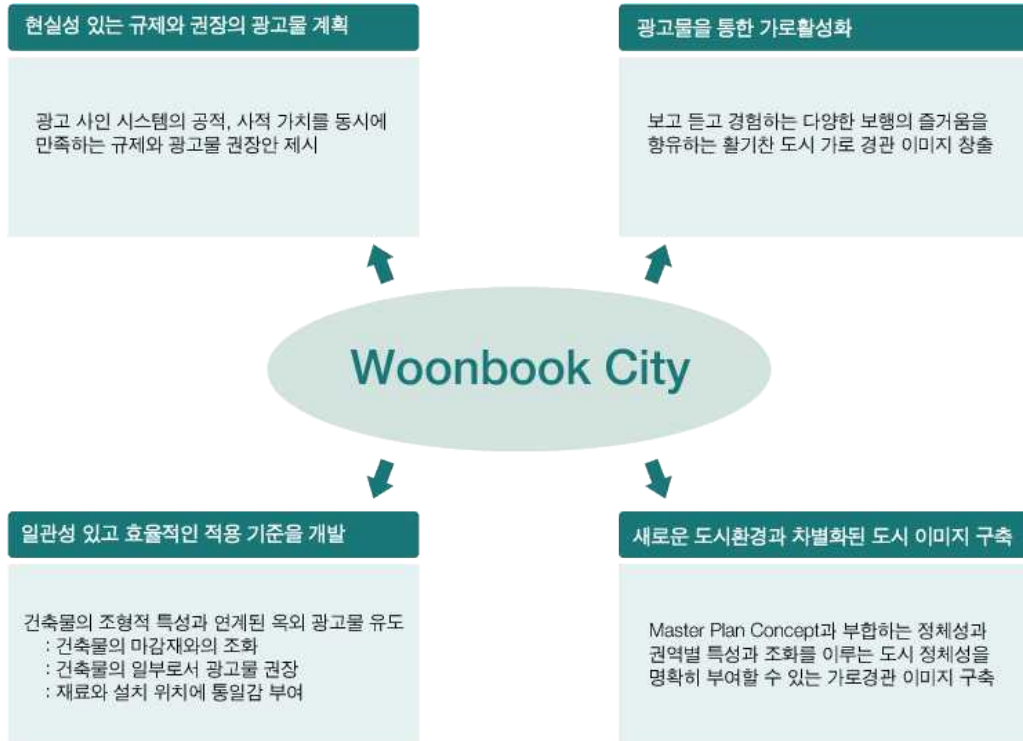 현실성 있는 규제와 권장의 광고물 계획
광고 사인 시스템의 공적, 사적 가치를 동시에
만족하는 규제와 광고물 권장안 제시
광고물을 통한 가로활성화
보고 듣고 경험하는 다양한 보행의 즐거움을
향유하는 활기찬 도시 가로 경관 이미지 창출
Woonbook City
일관성 있고 효율적인 적용 기준을 개발
건축물의 조형적 특성과 연계된 옥외 광고물 유도
: 건축물의 마감재와의 조화
: 건축물의 일부로서 광고물 권장
: 재료와 설치 위치에 통일감 부여
새로운 도시환경과 차별화된 도시 이미지 구축
Master Plan Concept과 부합하는 정체성과
권역별 특성과 조화를 이루는 도시 정체성을
명확히 부여할 수 있는 가로경관 이미지 구축